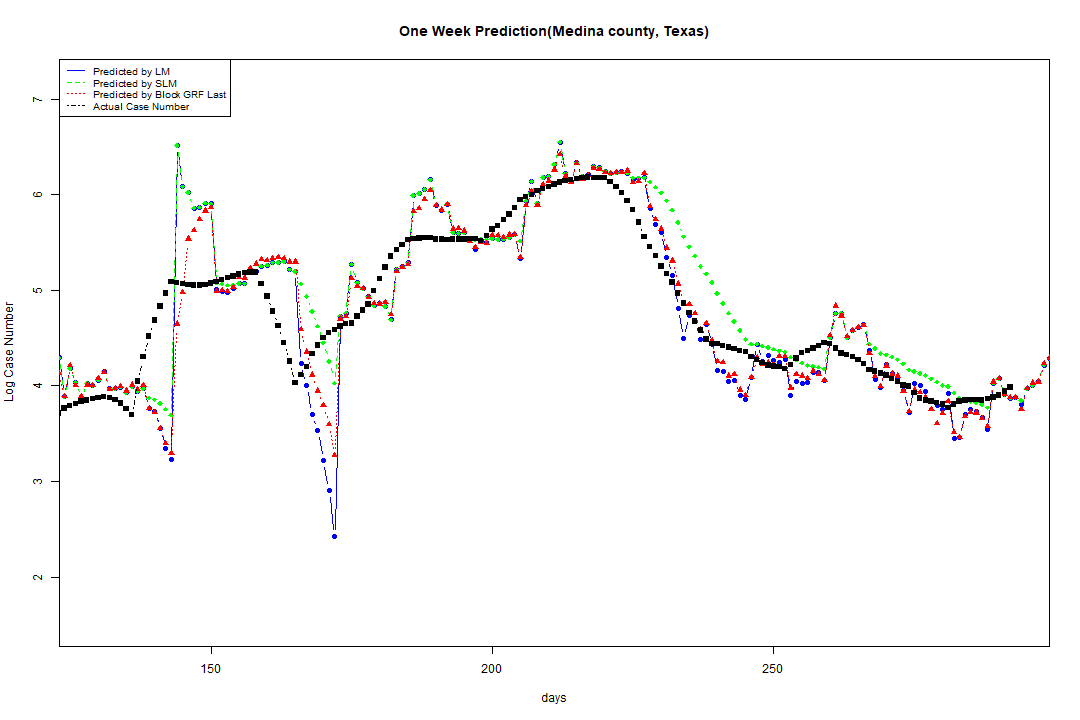 One Week Prediction(Medina county, Texas)
Predicted by LM
Predicted by SLM
Predicted by Block GRF Last
Actual Case Number
Log Case Number
7
6
5
4
3
2
150
200
250
days